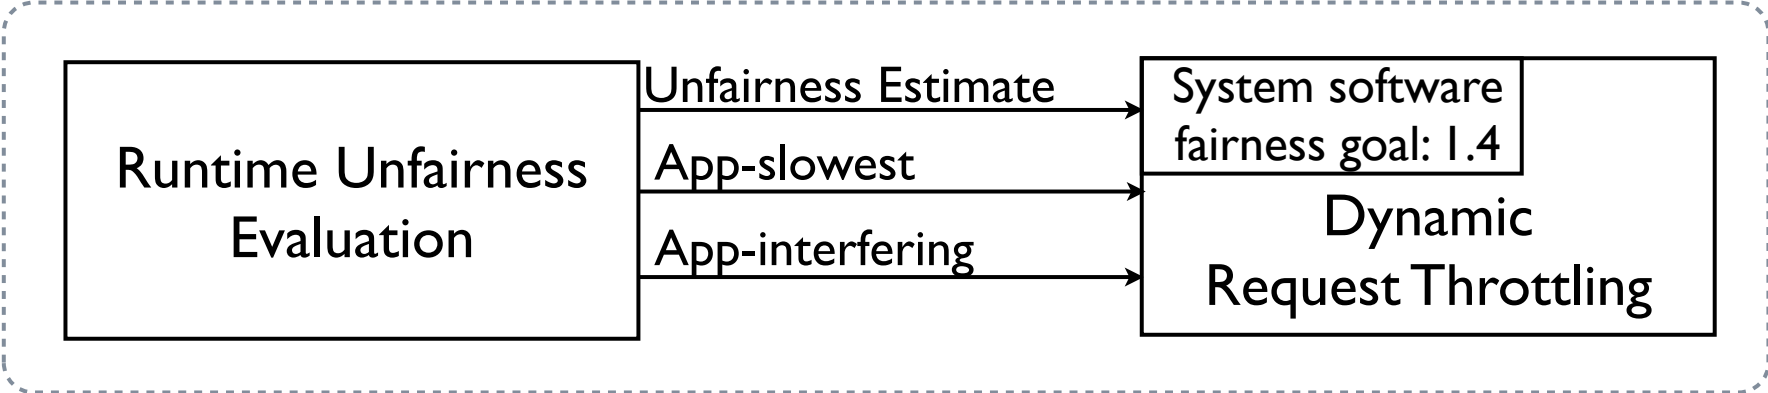 Runtime Unfairness
Evaluation
Unfairness Estimate
App-slowest
App-interfering
System software
fairness goal: 1.4
Dynamic
Request Throttling